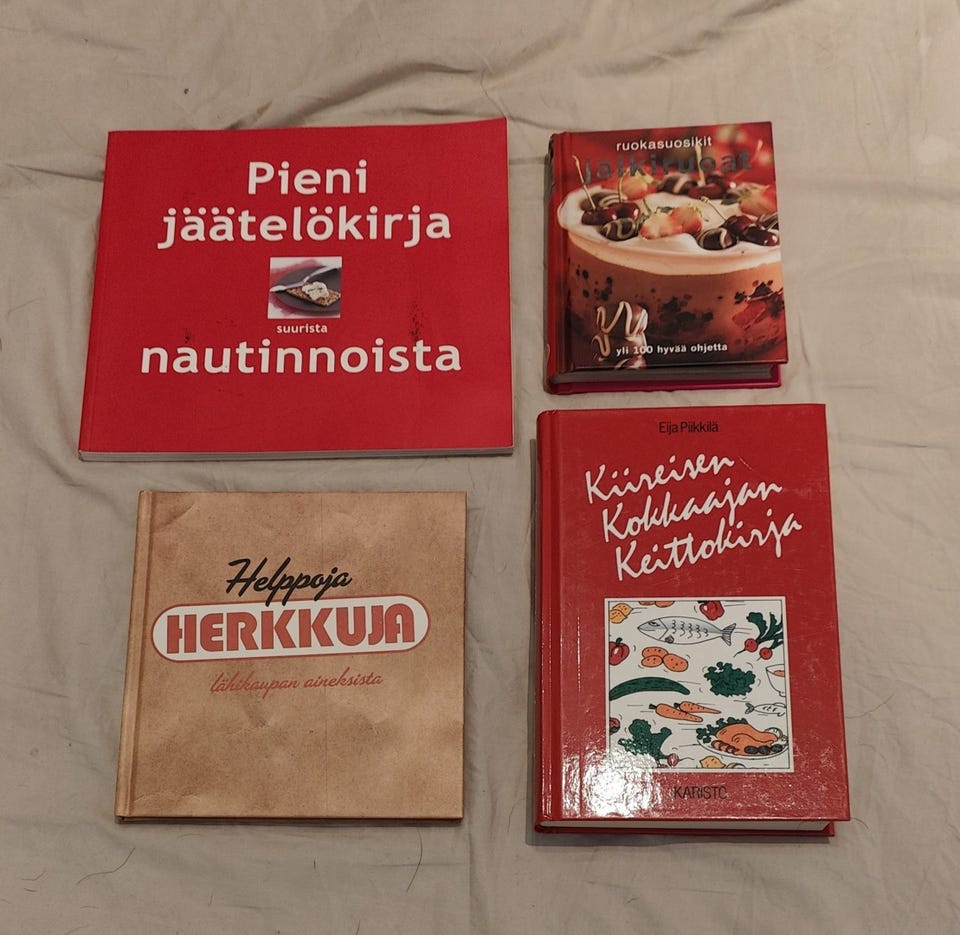 Pieni
jäätelökirja
suurista
nautinnoista
ruokasuosikit
jälkiruoat
yli 100 hyvää ohjetta
Helppoja
HERKKUJA
lähikaupan aineksista
Eija Piikkilä
Kiireisen
Kokkaajan
Keittokirja
KARISTO